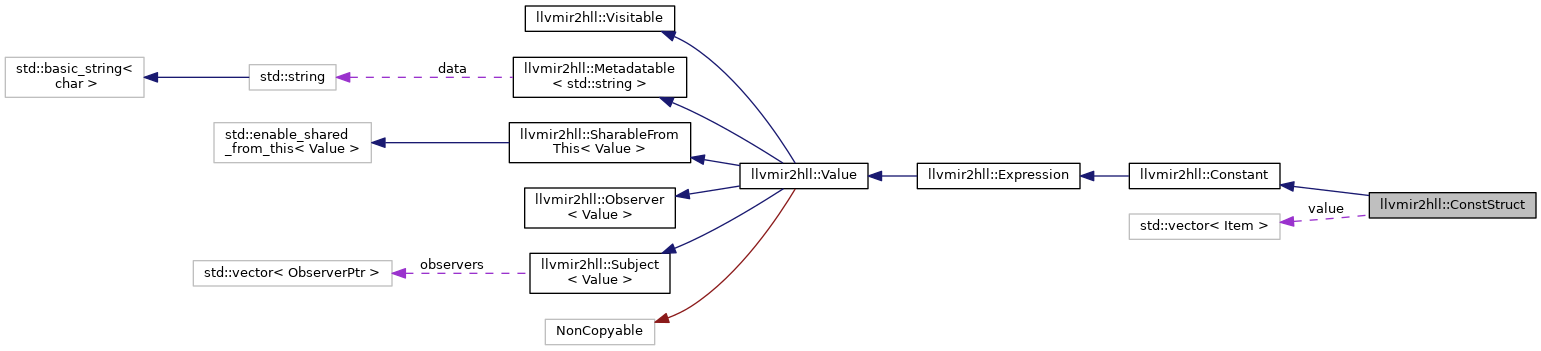 llvmir2hll::Visitable
std::basic_string<
char >
std::string
data
llvmir2hll::Metadatable
< std::string >
std::enable_shared
_from_this< Value >
llvmir2hll::SharableFrom
This< Value >
llvmir2hll::Value
llvmir2hll::Expression
llvmir2hll::Constant
llvmir2hll::ConstStruct
value
std::vector< Item >
llvmir2hll::Observer
< Value >
std::vector< ObserverPtr >
observers
llvmir2hll::Subject
< Value >
NonCopyable